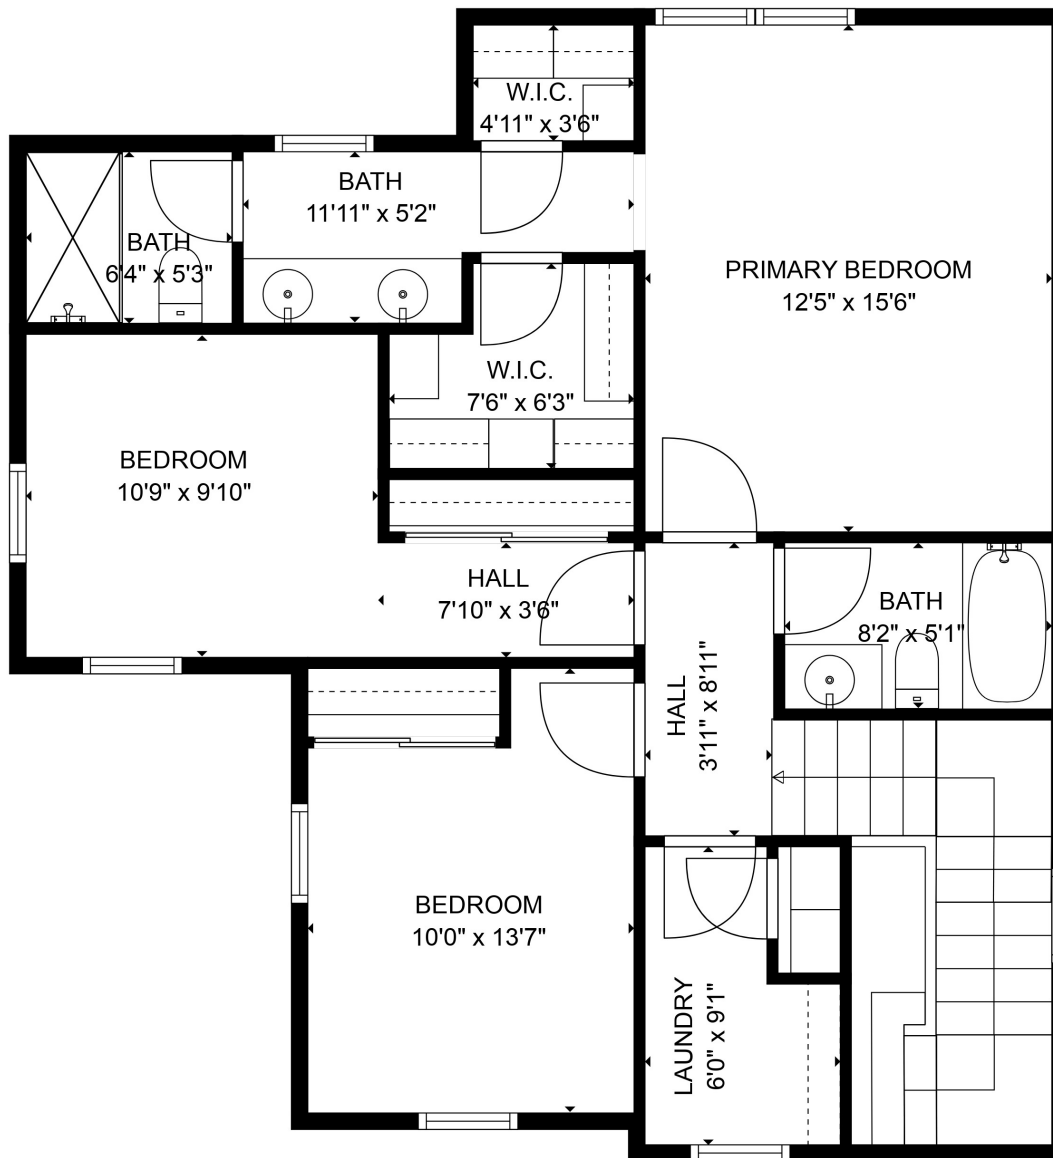 W.I.C.
4'11" x 3'6"
BATH
11'11" x 5'2"
BATH
6'4" x 5'3"
PRIMARY BEDROOM
12'5" x 15'6"
W.I.C.
7'6" x 6'3"
BEDROOM
10'9" x 9'10"
HALL
7'10" x 3'6"
BATH
8'2" x 5'1"
HALL
3'11" x 8'11"
BEDROOM
10'0" x 13'7"
LAUNDRY
6'0" x 9'1"